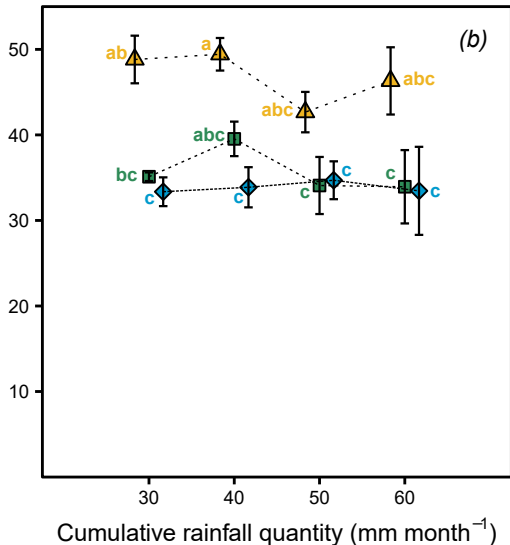 50
(b)
ab
a
abc
abc
40
abc
bc
c
c
c
c
c
c
30
20
10
30 40 50 60
Cumulative rainfall quantity (mm month⁻¹)